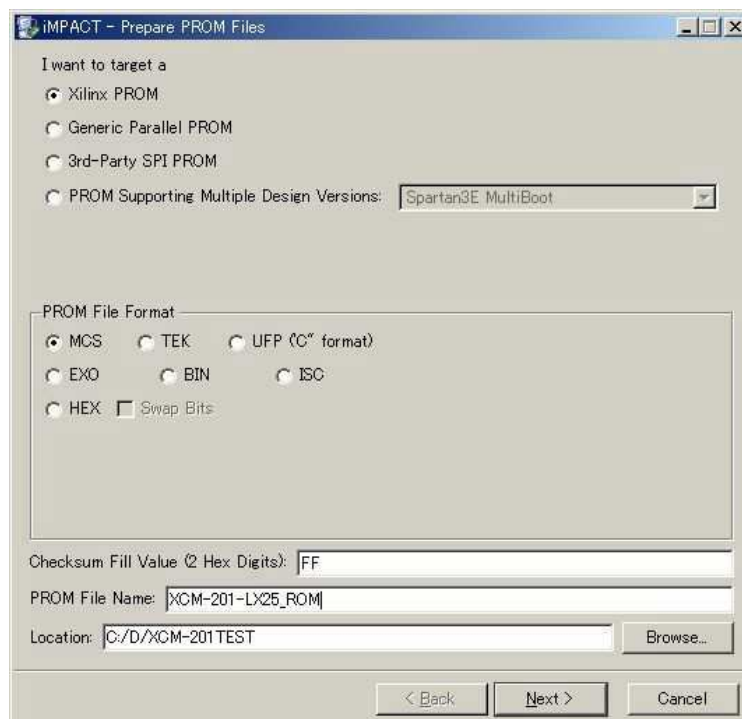 iMPACT - Prepare PROM Files
I want to target a
Xilinx PROM
Generic Parallel PROM
3rd-Party SPI PROM
PROM Supporting Multiple Design Versions: Spartan3E MultiBoot
PROM File Format
MCS TEK UFP ("C" format)
EXO BIN ISC
HEX Swap Bits
Checksum Fill Value (2 Hex Digits): FF
PROM File Name: XCM-201-LX25_ROM
Location: C:/D/XCM-201TEST Browse...
< Back Next > Cancel